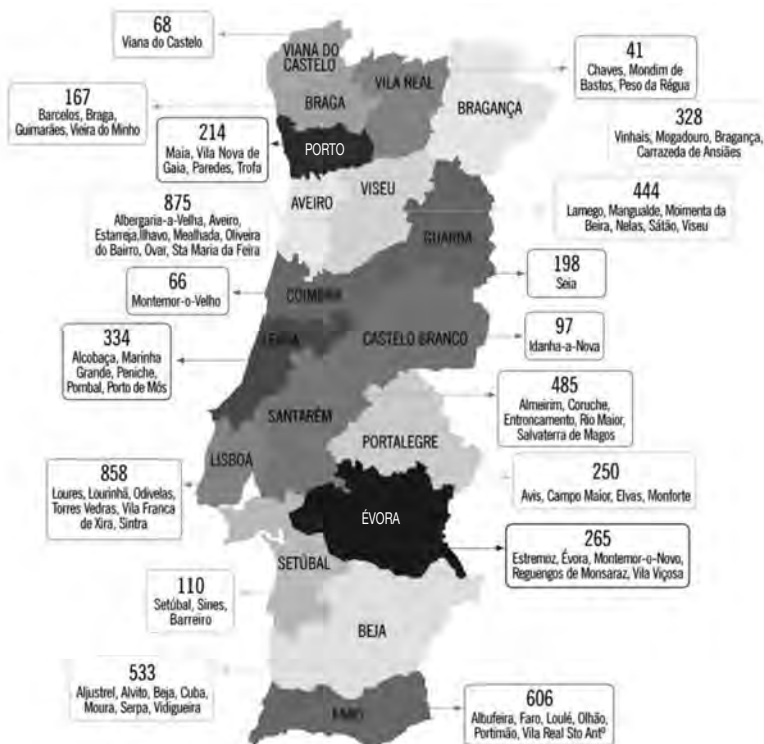 68
Viana do Castelo
VIANA DO
CASTELO
VILA REAL
41
Chaves, Mondim de
Bastos, Peso da Régua
BRAGANÇA
167
Barcelos, Braga,
Guimarães, Vieira do Minho
BRAGA
328
Vinhais, Mogadouro, Bragança,
Carrazeda de Ansiães
214
Maia, Vila Nova de
Gaia, Paredes, Trofa
PORTO
VISEU
AVEIRO
875
Albergaria-a-Velha, Aveiro,
Estarreja,Ilhavo, Mealhada, Oliveira
do Bairro, Ovar, Sta Maria da Feira
444
Lamego, Mangualde, Moimenta da
Beira, Nelas, Sátão, Viseu
GUARDA
198
Seia
66
Montemor-o-Velho
COIMBRA
LEIRIA
CASTELO BRANCO
97
Idanha-a-Nova
334
Alcobaça, Marinha
Grande, Peniche,
Pombal, Porto de Mós
485
Almeirim, Coruche,
Entroncamento, Rio Maior,
Salvaterra de Magos
SANTARÉM
PORTALEGRE
LISBOA
858
Loures, Lourinhã, Odivelas,
Torres Vedras, Vila Franca
de Xira, Sintra
250
Avis, Campo Maior, Elvas, Monforte
ÉVORA
265
Estremoz, Évora, Montemor-o-Novo,
Reguengos de Monsaraz, Vila Viçosa
SETÚBAL
110
Setúbal, Sines,
Barreiro
BEJA
533
Aljustrel, Alvito, Beja, Cuba,
Moura, Serpa, Vidigueira
FARO
606
Albufeira, Faro, Loulé, Olhão,
Portimão, Vila Real Sto Antº